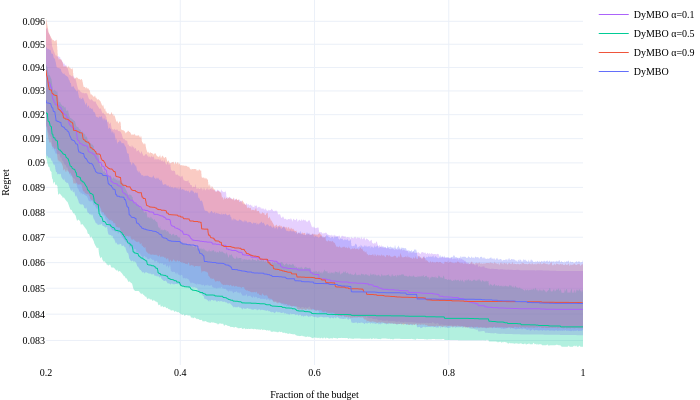 0.096
0.095
0.094
0.093
0.092
0.091
0.09
0.089
0.088
0.087
0.086
0.085
0.084
0.083
Regret
0.2 0.4 0.6 0.8 1
Fraction of the budget
DyMBO α=0.1
DyMBO α=0.5
DyMBO α=0.9
DyMBO